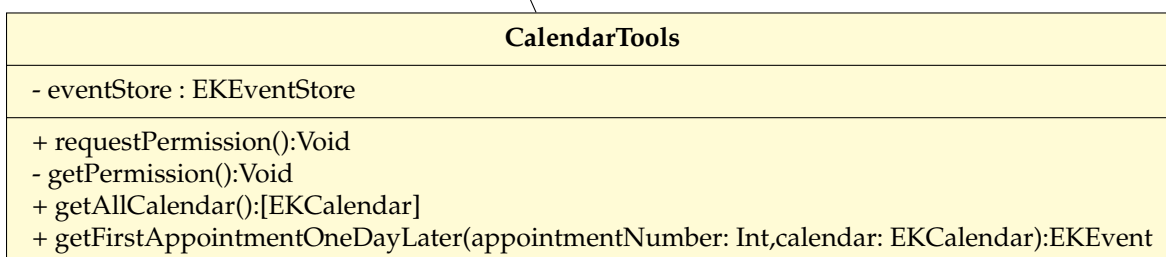 CalendarTools
- eventStore : EKEventStore
+ requestPermission():Void
- getPermission():Void
+ getAllCalendar():[EKCalendar]
+ getFirstAppointmentOneDayLater(appointmentNumber: Int,calendar: EKCalendar):EKEvent